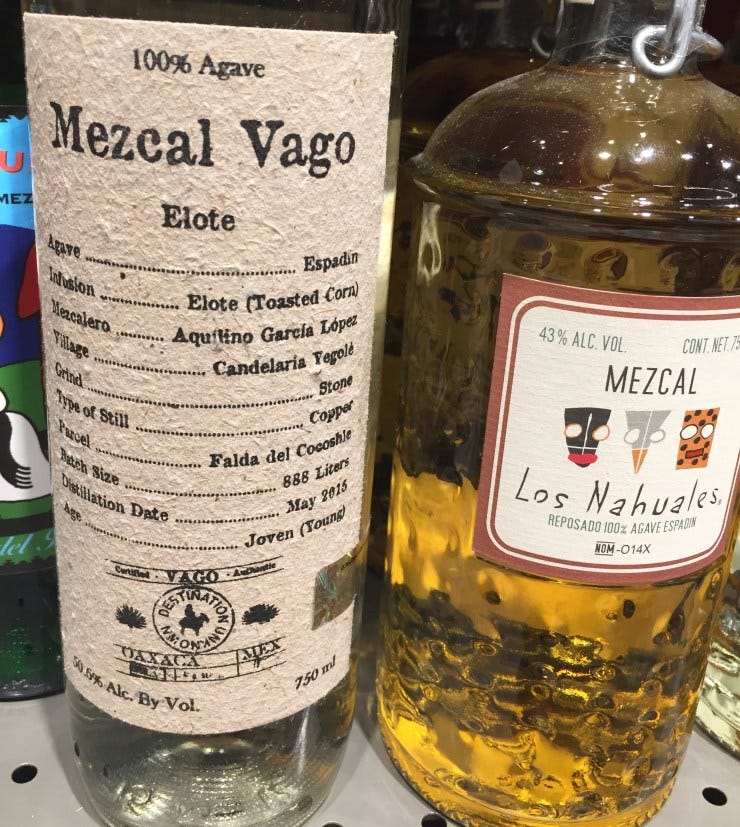 100% Agave
Mezcal Vago
Elote
Agave ........ Espadin
Infusion ........ Elote (Toasted Corn)
Mezcalero ........ Aquilino García López
Village ........ Candelaria Yegolé
Grind ........ Stone
Type of Still ........ Copper
Parcel ........ Falda del Cocoshle
Batch Size ........ 888 Liters
Distillation Date ........ May 2015
Age ........ Joven (Young)
Certified · VAGO · Authentic
DESTINATION
UNKNOWN
OAXACA MEX
50.6% Alc. By Vol. 750 ml
MEZ
43% ALC. VOL. CONT. NET. 75
MEZCAL
Los Nahuales®
REPOSADO 100% AGAVE ESPADIN
NOM-014X